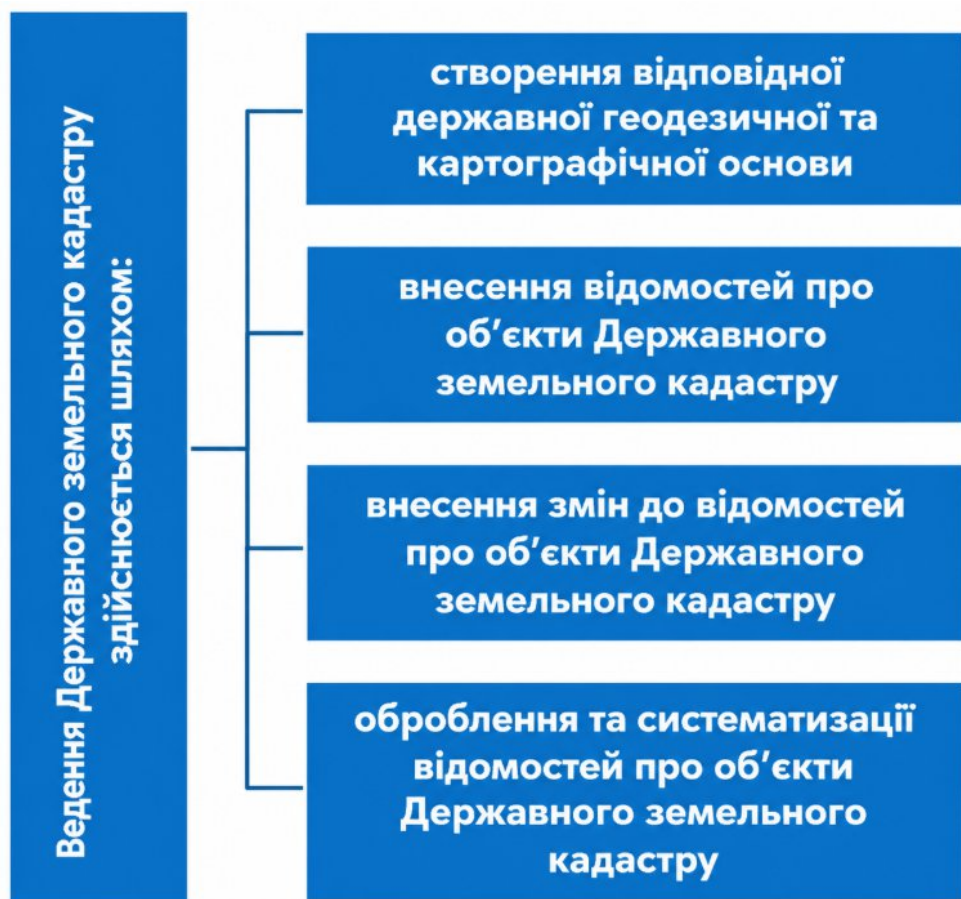 Ведення Державного земельного кадастру
здійснюється шляхом:
створення відповідної
державної геодезичної та
картографічної основи
внесення відомостей про
об’єкти Державного
земельного кадастру
внесення змін до відомостей
про об’єкти Державного
земельного кадастру
оброблення та систематизації
відомостей про об’єкти
Державного земельного
кадастру